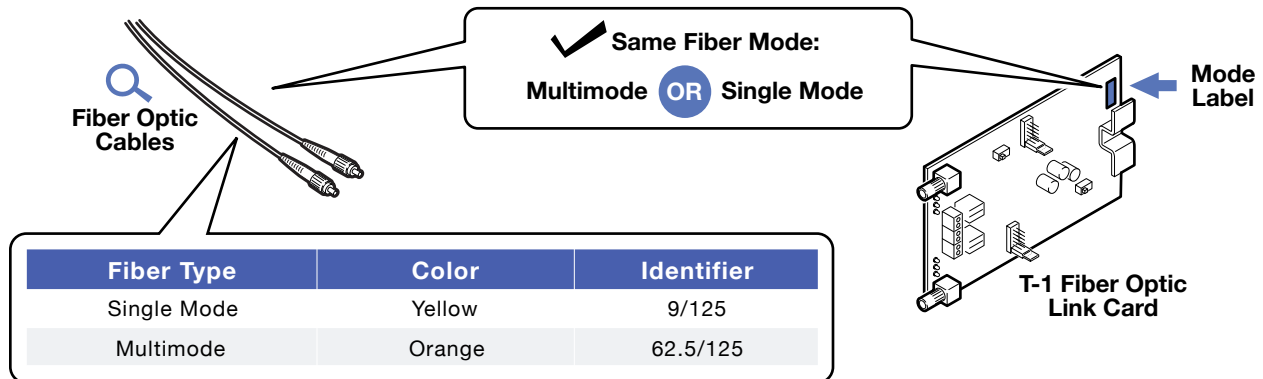 Same Fiber Mode:
Multimode OR Single Mode
Mode
Label
Fiber Optic
Cables
T-1 Fiber Optic
Link Card
Fiber Type Color Identifier
Single Mode Yellow 9/125
Multimode Orange 62.5/125